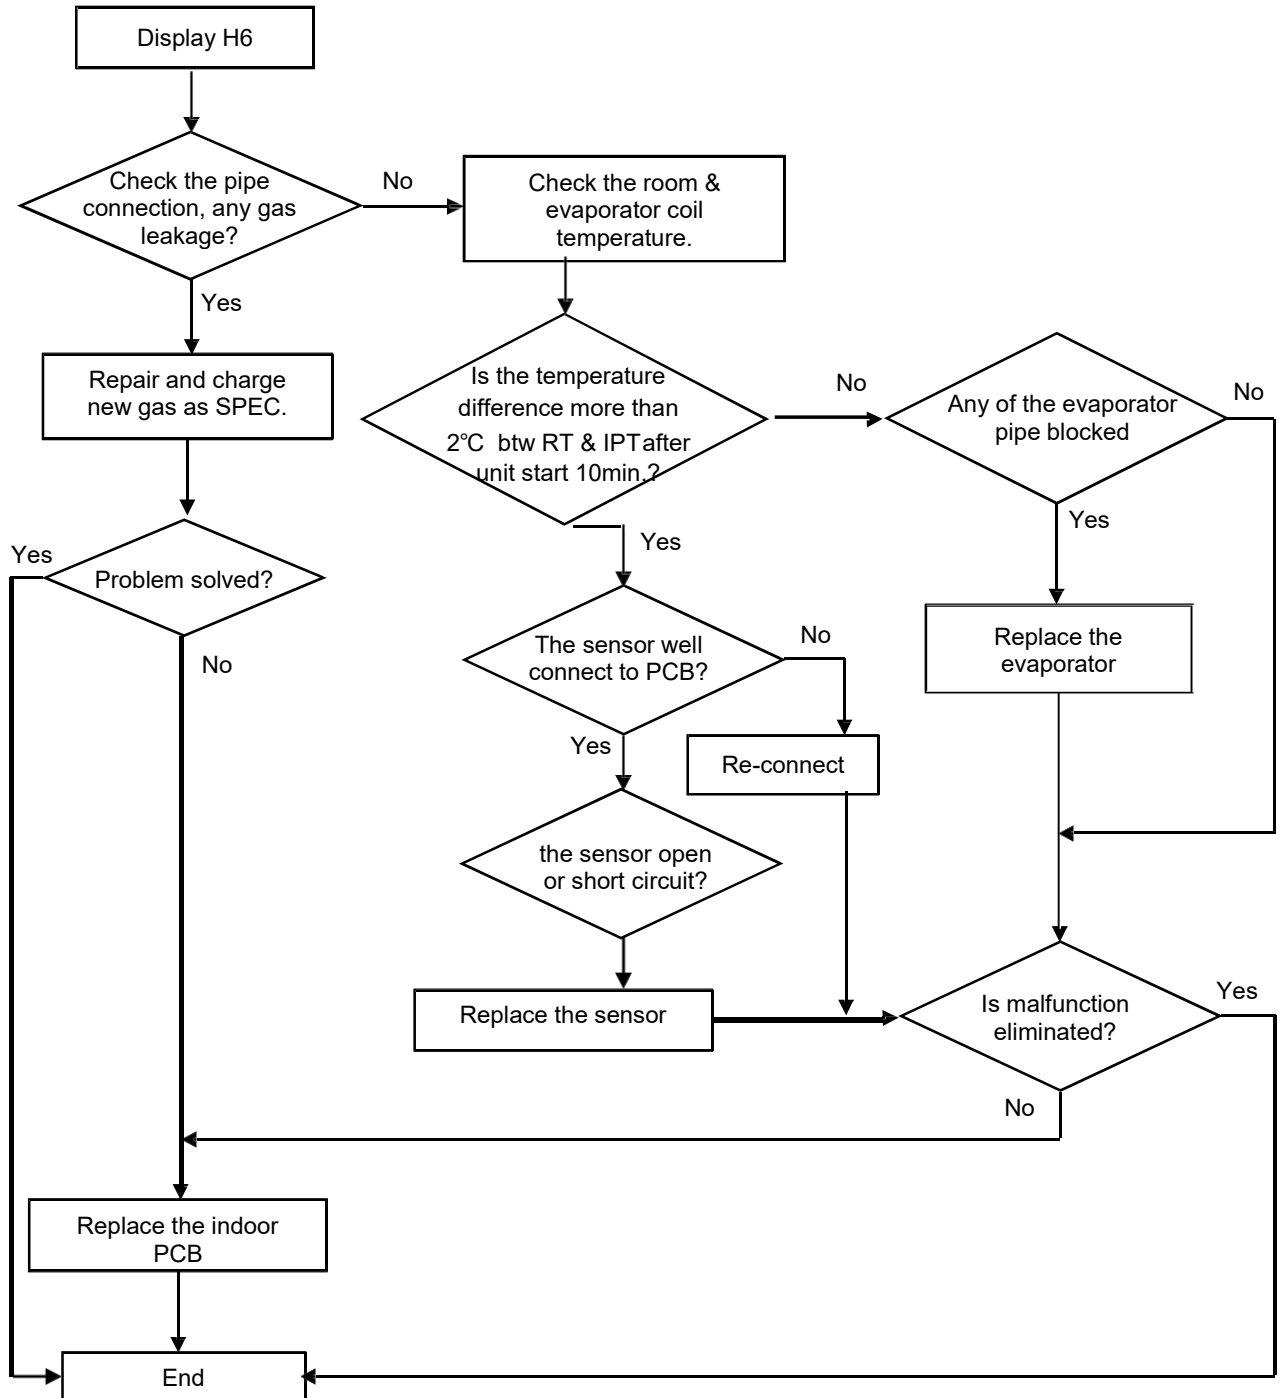 Display H6
Check the pipe
connection, any gas
leakage?
No
Check the room &
evaporator coil
temperature.
Yes
Repair and charge
new gas as SPEC.
Is the temperature
difference more than
2℃ btw RT & IPTafter
unit start 10min.?
No
Any of the evaporator
pipe blocked
No
Yes
Yes
Problem solved?
No
Yes
The sensor well
connect to PCB?
No
Replace the
evaporator
Yes
Re-connect
the sensor open
or short circuit?
Replace the sensor
Is malfunction
eliminated?
Yes
No
Replace the indoor
PCB
End